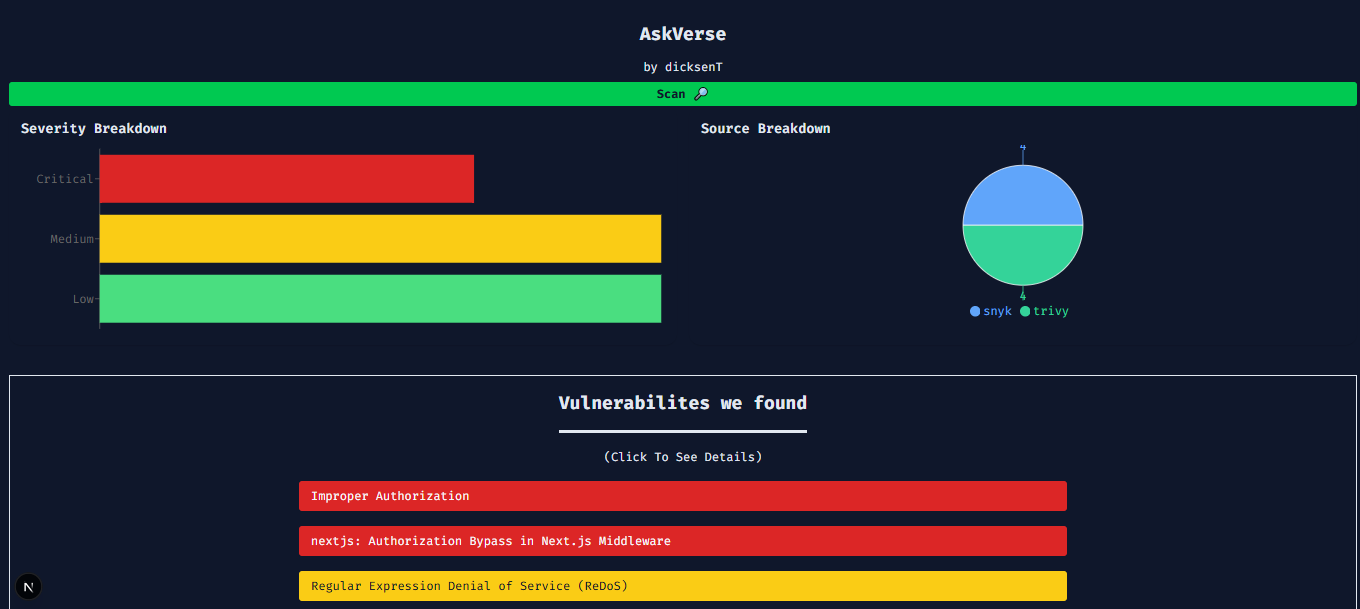 AskVerse
by dicksenT
Scan 🔎
Severity Breakdown
Critical
Medium
Low
Source Breakdown
4
4
snyk trivy
Vulnerabilites we found
(Click To See Details)
Improper Authorization
nextjs: Authorization Bypass in Next.js Middleware
Regular Expression Denial of Service (ReDoS)
N